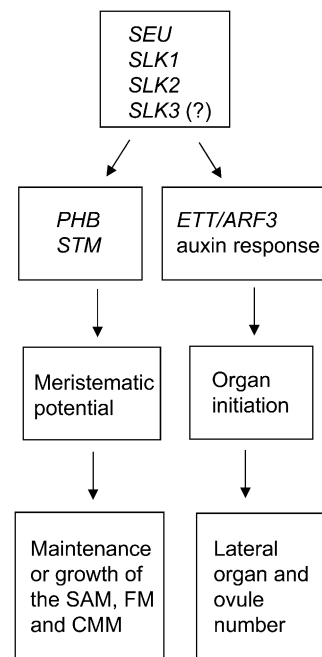 SEU
SLK1
SLK2
SLK3 (?)
PHB
STM
ETT/ARF3
auxin response
Meristematic
potential
Organ
initiation
Maintenance
or growth of
the SAM, FM
and CMM
Lateral
organ and
ovule
number